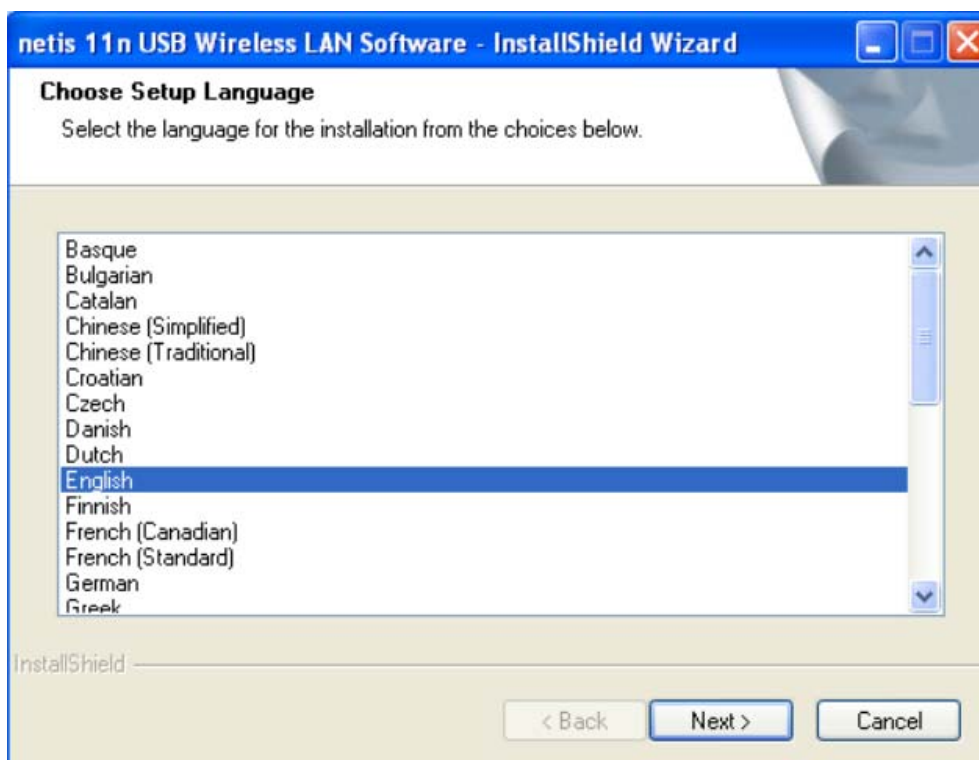 netis 11n USB Wireless LAN Software - InstallShield Wizard
Choose Setup Language
Select the language for the installation from the choices below.
Basque
Bulgarian
Catalan
Chinese (Simplified)
Chinese (Traditional)
Croatian
Czech
Danish
Dutch
English
Finnish
French (Canadian)
French (Standard)
German
Greek
InstallShield
< Back
Next >
Cancel